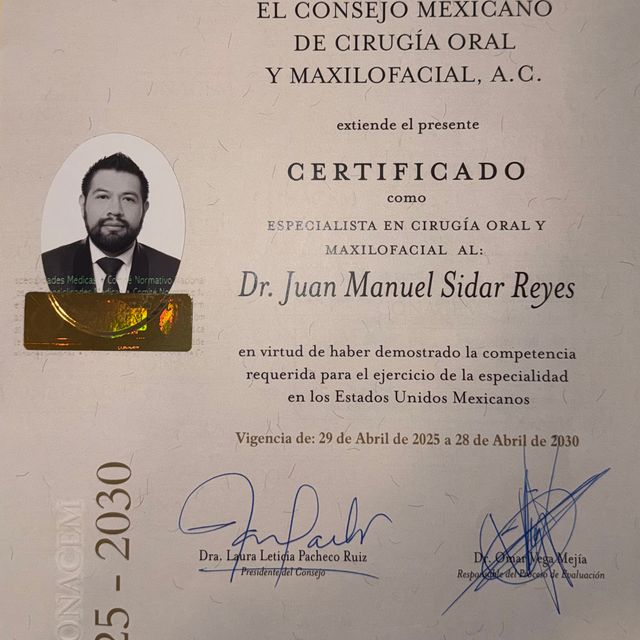 EL CONSEJO MEXICANO
DE CIRUGÍA ORAL
Y MAXILOFACIAL, A.C.
extiende el presente
CERTIFICADO
como
ESPECIALISTA EN CIRUGÍA ORAL Y
MAXILOFACIAL AL:
Dr. Juan Manuel Sidar Reyes
en virtud de haber demostrado la competencia
requerida para el ejercicio de la especialidad
en los Estados Unidos Mexicanos
Vigencia de: 29 de Abril de 2025 a 28 de Abril de 2030
Dra. Laura Leticia Pacheco Ruiz
Presidente del Consejo
Dr. Omar Vega Mejía
Responsable del Proceso de Evaluación
ONACEM
25 - 2030